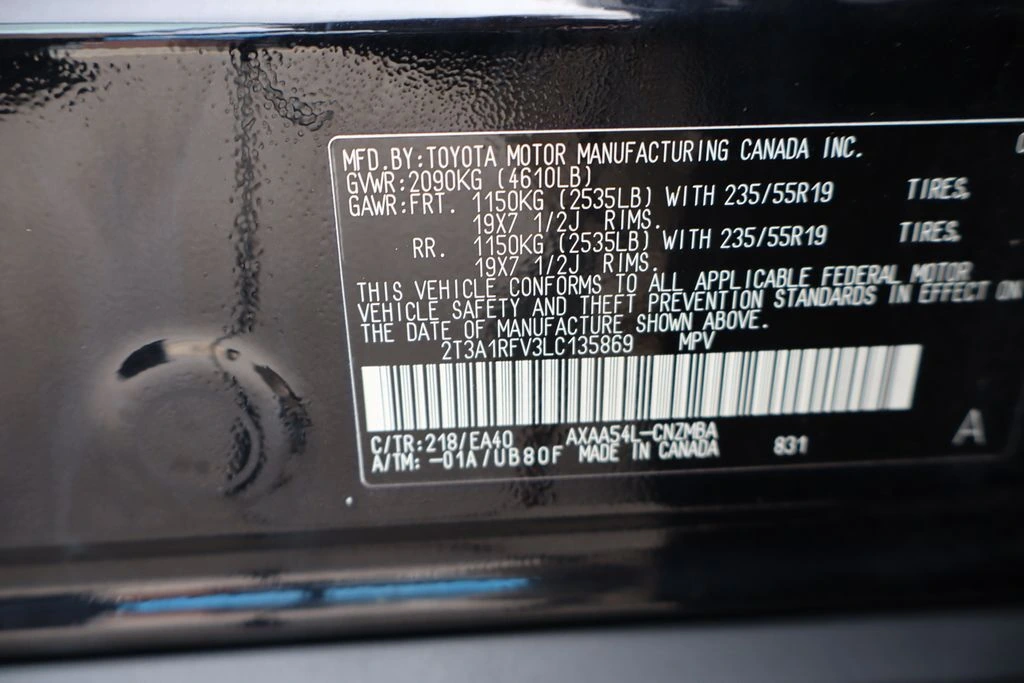 MFD.BY:TOYOTA MOTOR MANUFACTURING CANADA INC.
GVWR:2090KG (4610LB)
GAWR:FRT. 1150KG (2535LB) WITH 235/55R19 TIRES,
19X7 1/2J RIMS.
RR. 1150KG (2535LB) WITH 235/55R19 TIRES,
19X7 1/2J RIMS.
THIS VEHICLE CONFORMS TO ALL APPLICABLE FEDERAL MOTOR
VEHICLE SAFETY AND THEFT PREVENTION STANDARDS IN EFFECT ON
THE DATE OF MANUFACTURE SHOWN ABOVE.
2T3A1RFV3LC135869 MPV
C/TR:218/EA40 AXAA54L-CNZMBA 831
A/TM: -01A/UB80F MADE IN CANADA
A